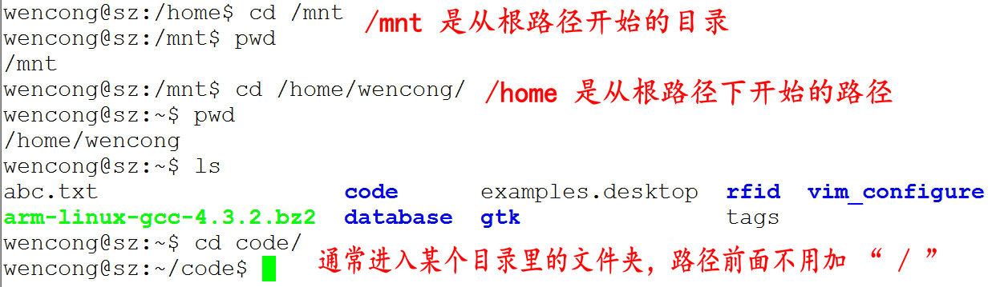 wencong@sz:/home$ cd /mnt
/mnt 是从根路径开始的目录
wencong@sz:/mnt$ pwd
/mnt
wencong@sz:/mnt$ cd /home/wencong/
/home 是从根路径下开始的路径
wencong@sz:~$ pwd
/home/wencong
wencong@sz:~$ ls
abc.txt code examples.desktop rfid vim_configure
arm-linux-gcc-4.3.2.bz2 database gtk tags
wencong@sz:~$ cd code/
wencong@sz:~/code$
通常进入某个目录里的文件夹，路径前面不用加 “ / ”